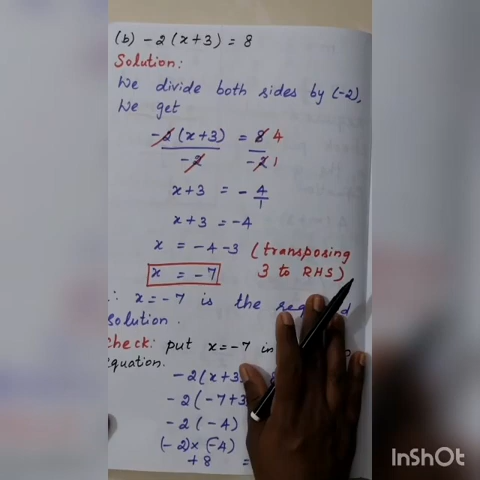 (b) -2(x+3) = 8
Solution:
We divide both sides by (-2),
We get
-2(x+3) = 8 4
-2 -2 1
x+3 = - 4/1
x+3 = -4
x = -4-3 (transposing
x = -7 3 to RHS)
∴ x=-7 is the
solution.
Check: put x=-7 in
equation.
-2(x+3)
-2(-7+3
-2(-4)
(-2)×(-4)
+8 =
InShOt